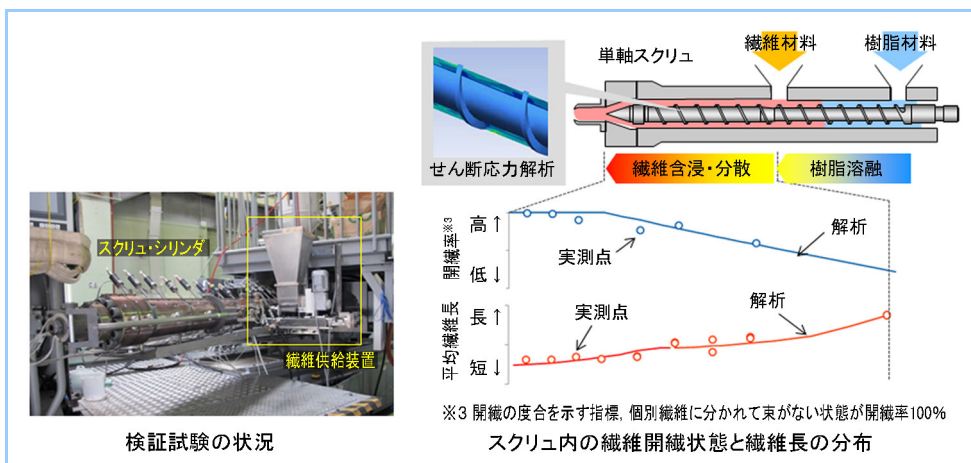 繊維材料
樹脂材料
単軸スクリュ
せん断応力解析
繊維含浸・分散
樹脂溶融
スクリュ・シリンダ
繊維供給装置
開繊率※3
高↑
低↓
実測点
解析
平均繊維長
長↑
短↓
実測点
解析
※3 開繊の度合を示す指標, 個別繊維に分かれて束がない状態が開繊率100%
検証試験の状況
スクリュ内の繊維開繊状態と繊維長の分布